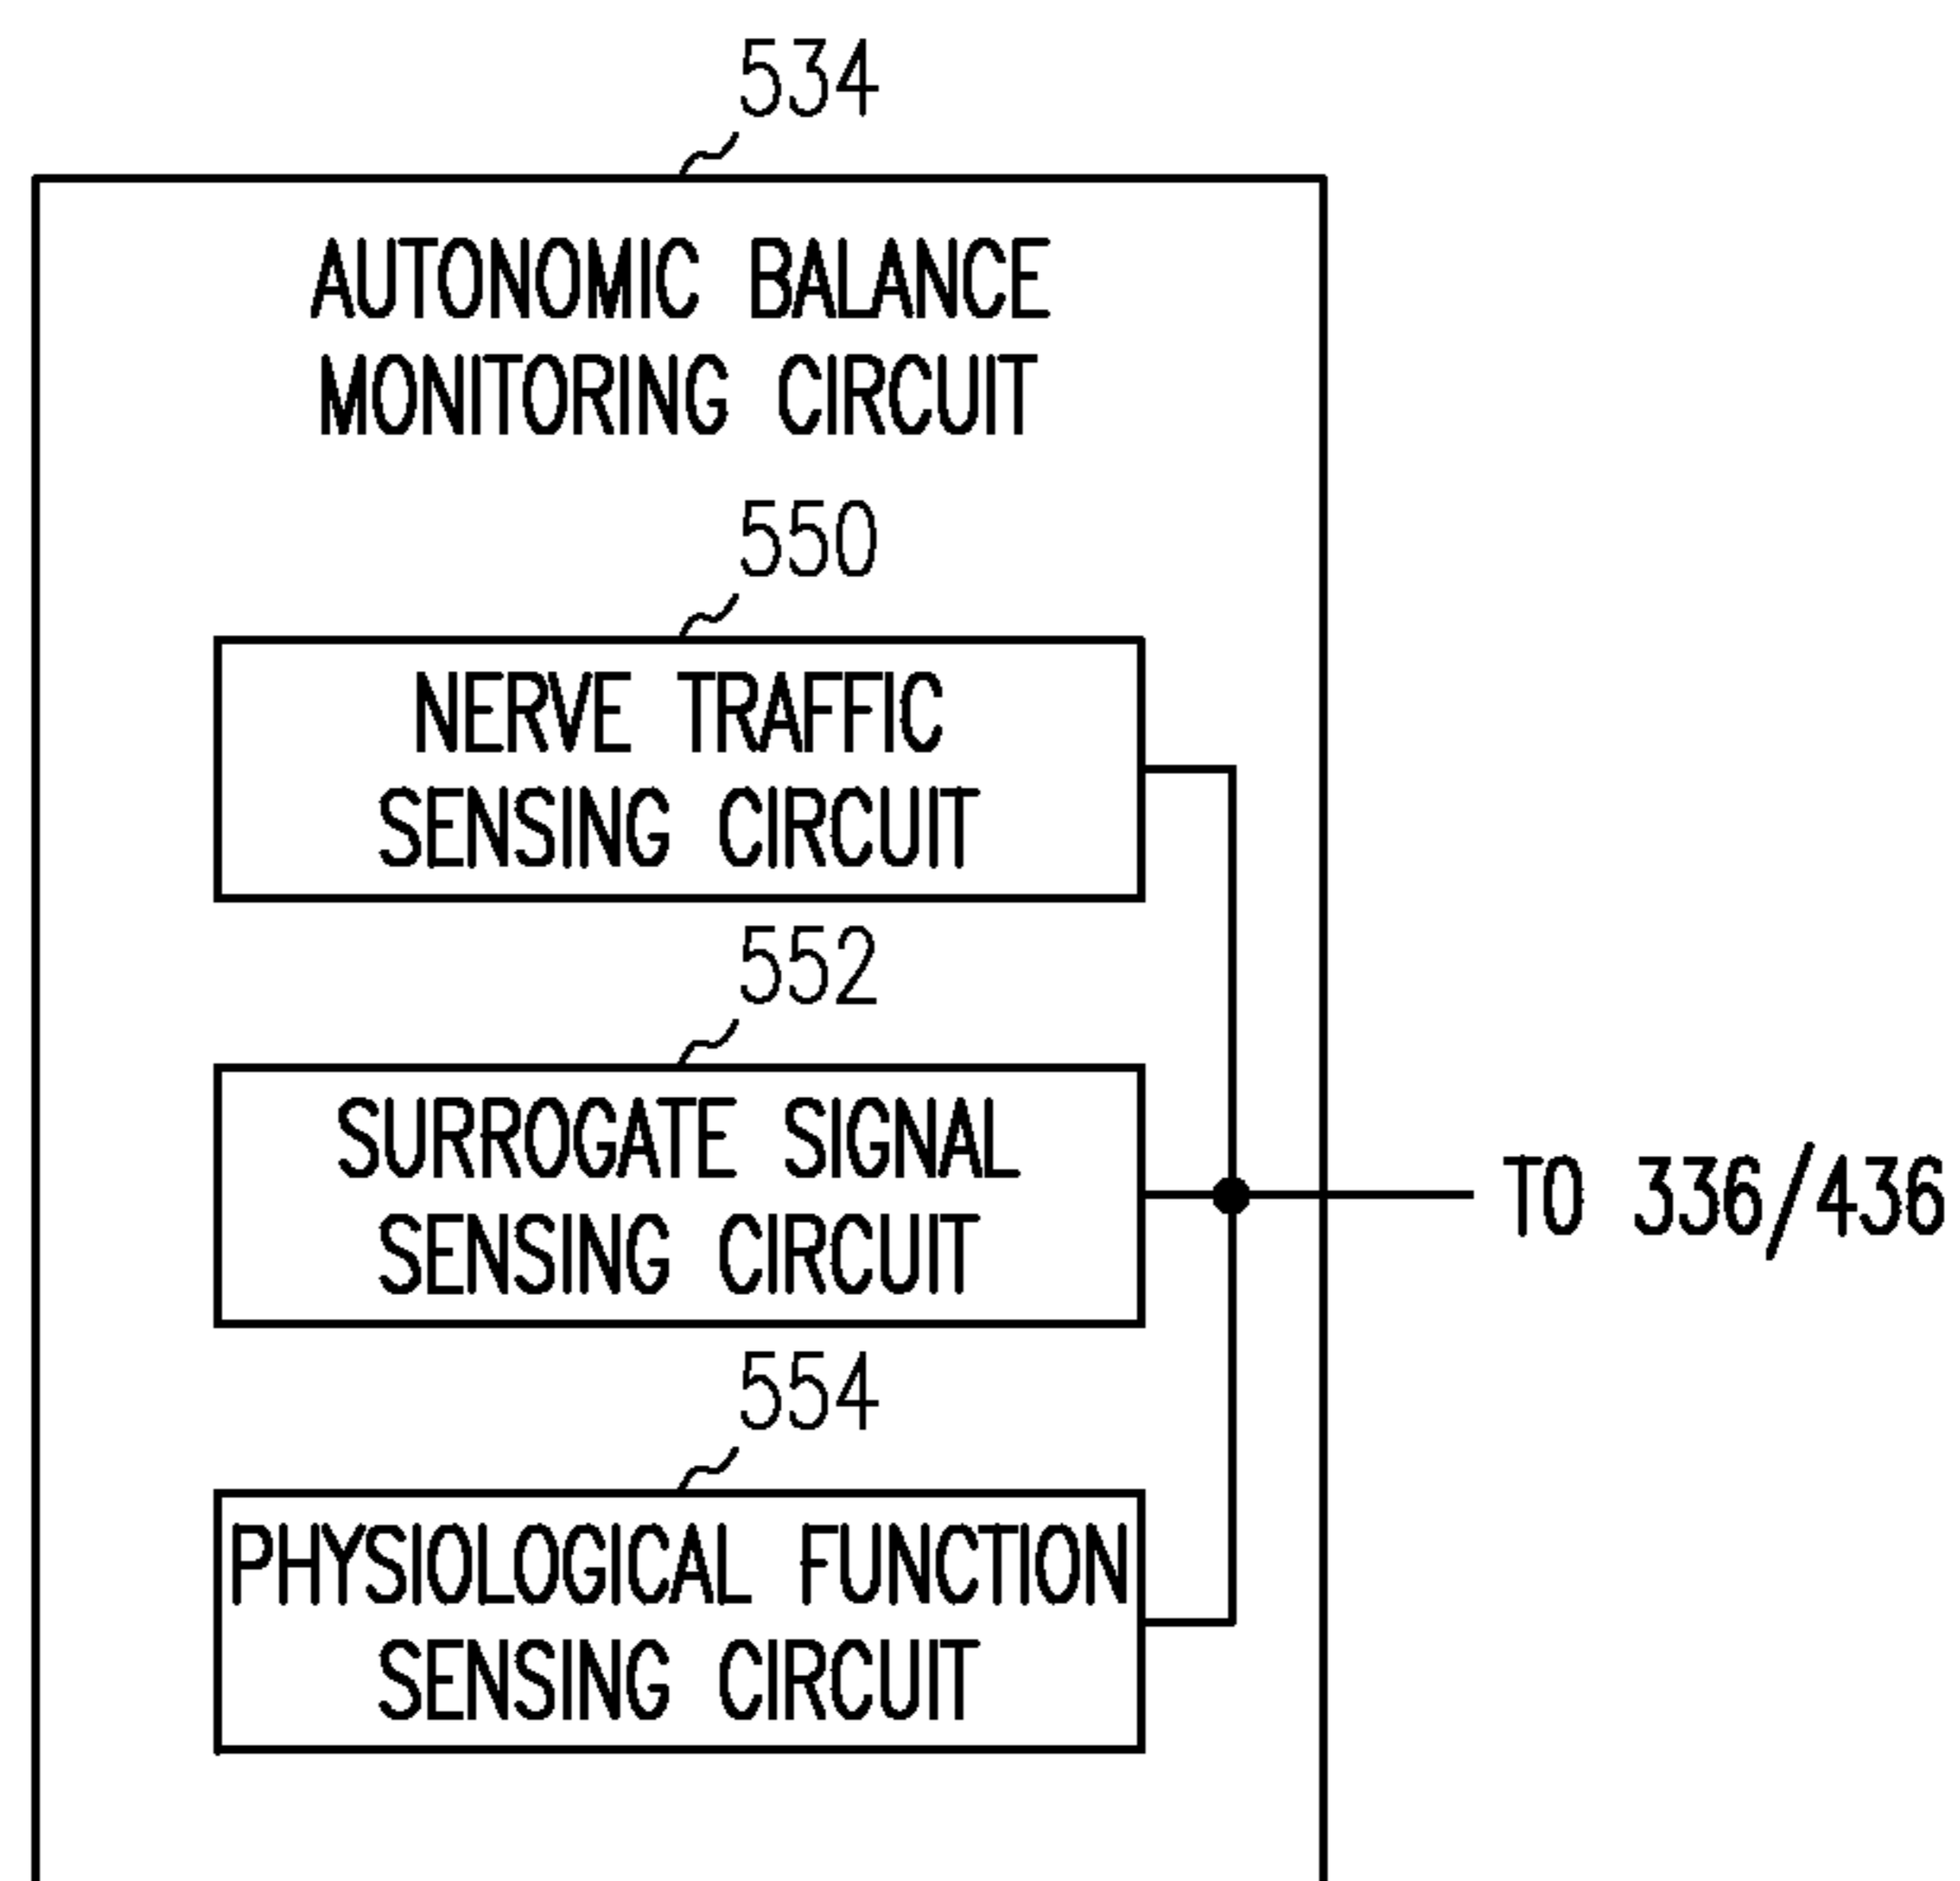 534
AUTONOMIC BALANCE
MONITORING CIRCUIT
550
NERVE TRAFFIC
SENSING CIRCUIT
552
SURROGATE SIGNAL
SENSING CIRCUIT
TO 336/436
554
PHYSIOLOGICAL FUNCTION
SENSING CIRCUIT